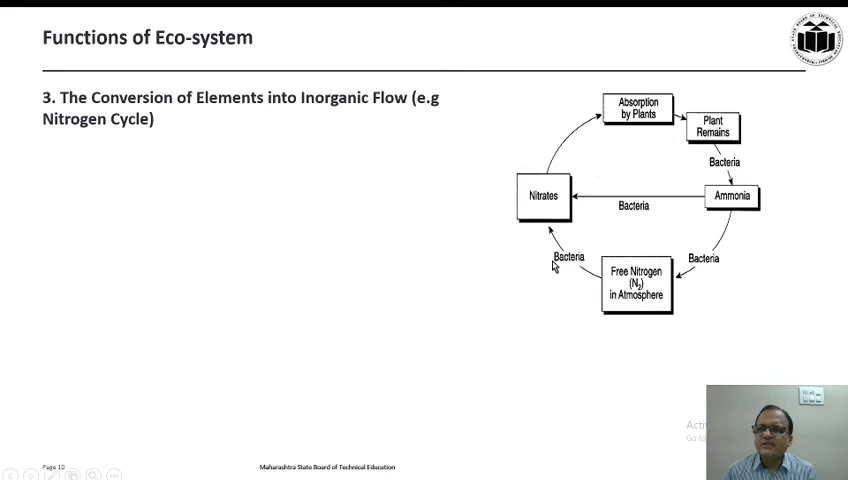 Functions of Eco-system
3. The Conversion of Elements into Inorganic Flow (e.g
Nitrogen Cycle)
Absorption
by Plants
Plant
Remains
Bacteria
Nitrates
Ammonia
Bacteria
Bacteria
Bacteria
Free Nitrogen
(N2)
in Atmosphere
Go to
Page 10
Maharashtra State Board of Technical Education